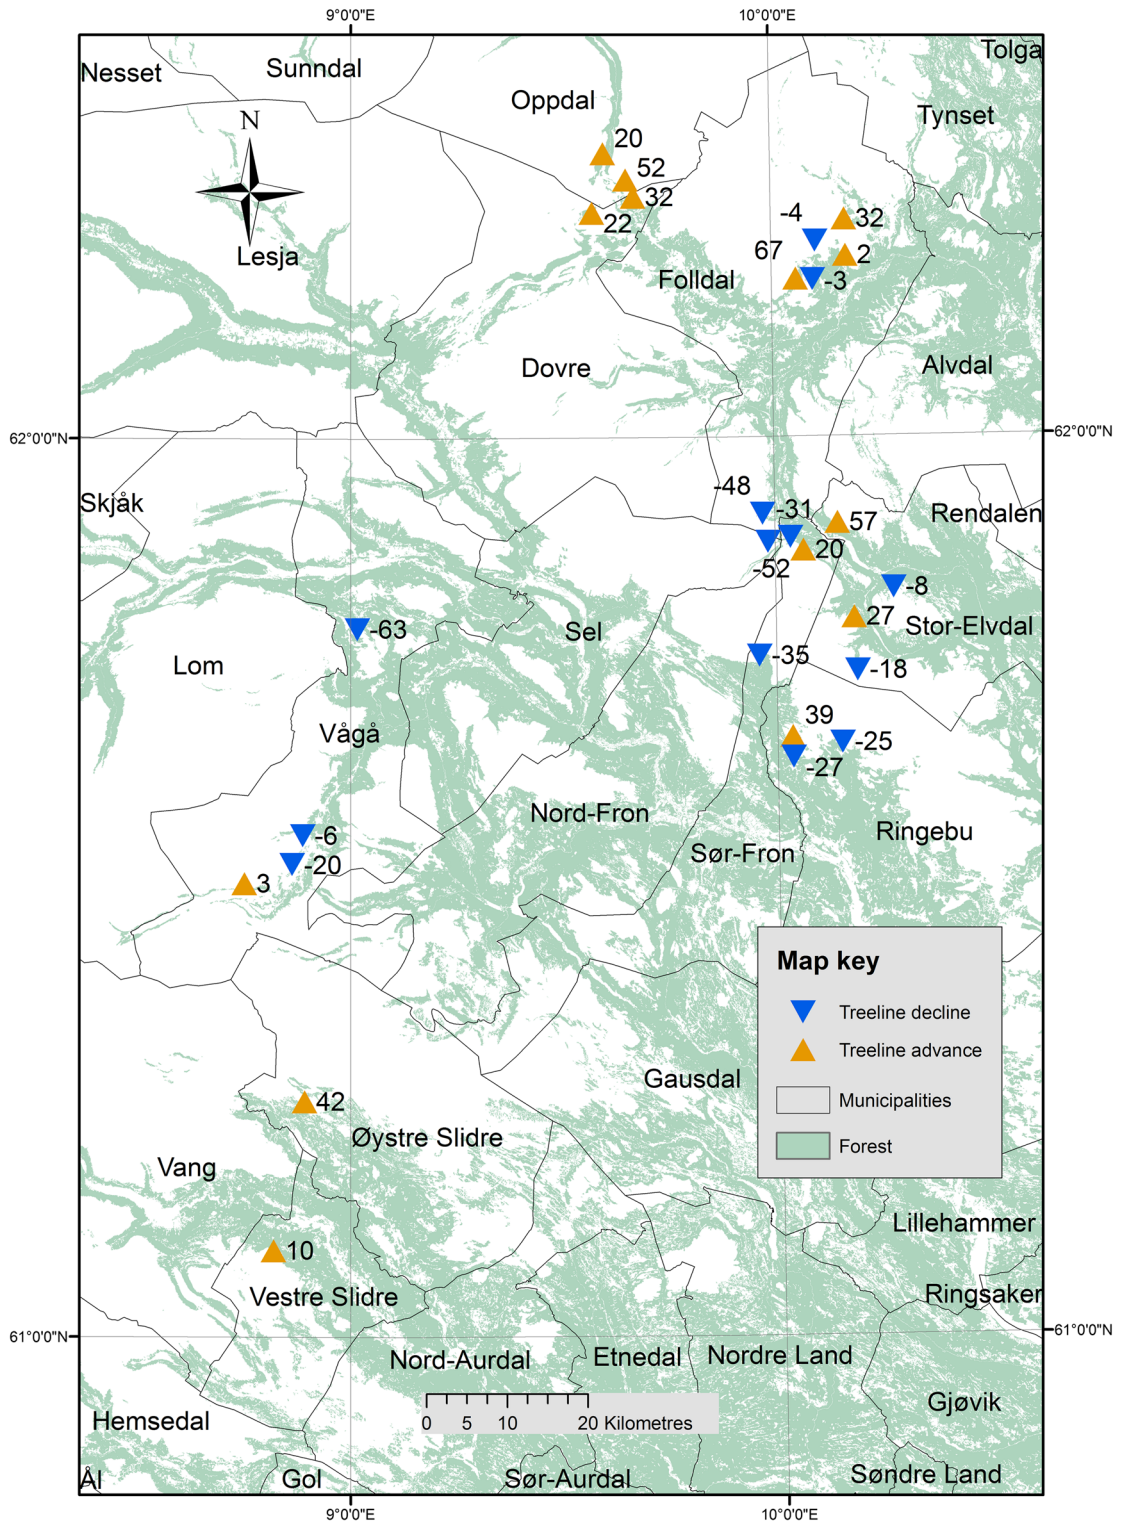 9°0'0"E 10°0'0"E
Tolga
Nesset
Sunndal
Oppdal
Tynset
N
20
52
32
22
-4
32
67
2
-3
Lesja
Folldal
Dovre
Alvdal
62°0'0"N 62°0'0"N
Skjåk
-48
-31
57
Rendalen
20
-52
-8
27
Stor-Elvdal
Sel
-63
-35
-18
Lom
39
-25
-27
Vågå
Nord-Fron
Ringebu
Sør-Fron
-6
-20
3
Map key
Treeline decline
Treeline advance
Municipalities
Forest
Gausdal
42
Øystre Slidre
Vang
Lillehammer
10
Vestre Slidre
Ringsaker
61°0'0"N 61°0'0"N
Nord-Aurdal
Etnedal
Nordre Land
Gjøvik
0 5 10 20 Kilometres
Hemsedal
Ål
Gol
Sør-Aurdal
Søndre Land
9°0'0"E 10°0'0"E